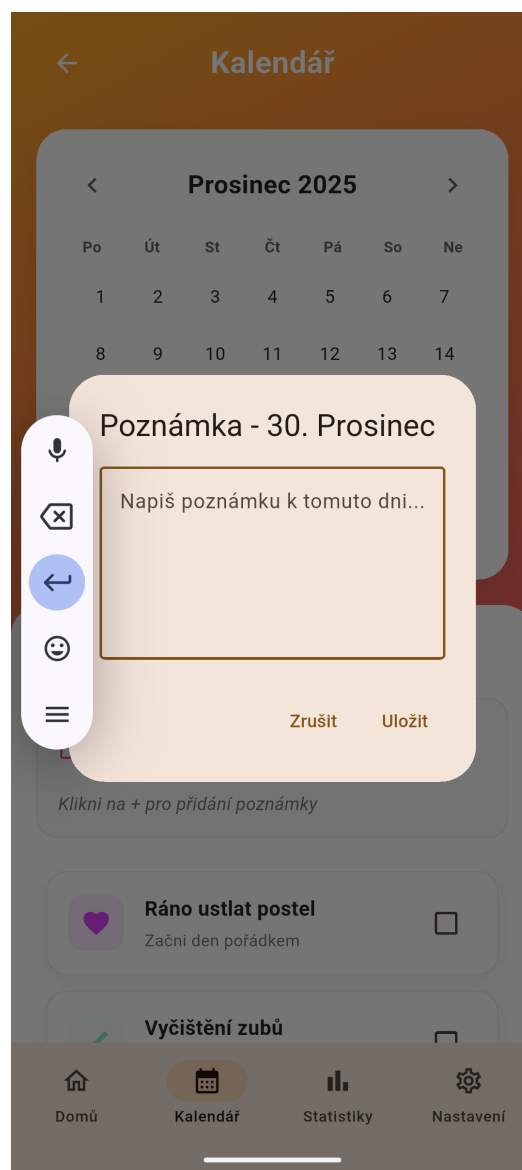 Kalendář
Prosinec 2025
Po Út St Čt Pá So Ne
1 2 3 4 5 6 7
8 9 10 11 12 13 14
Poznámka - 30. Prosinec
Napiš poznámku k tomuto dni...
Zrušit Uložit
Klikni na + pro přidání poznámky
Ráno ustlat postel
Začni den pořádkem
Vyčištění zubů
Domů Kalendář Statistiky Nastavení